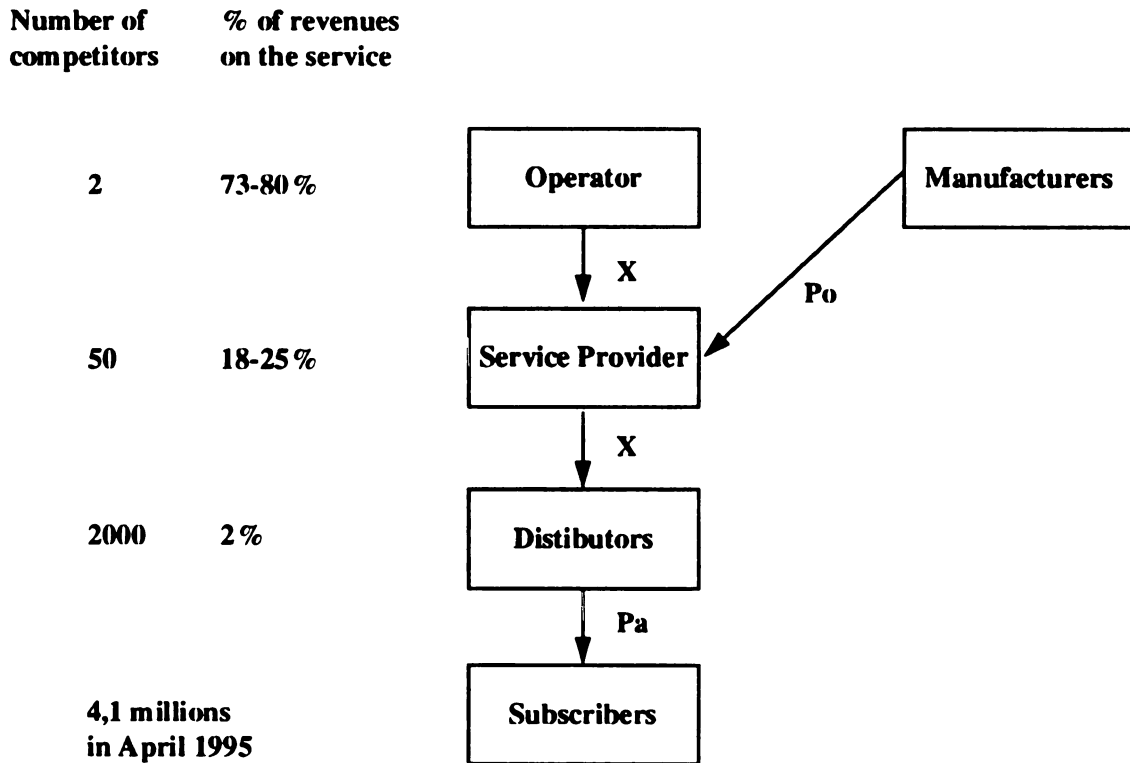 Number of
competitors
% of revenues
on the service
2
73-80 %
Operator
Manufacturers
X
Po
50
18-25 %
Service Provider
X
2000
2 %
Distibutors
Pa
4,1 millions
in April 1995
Subscribers